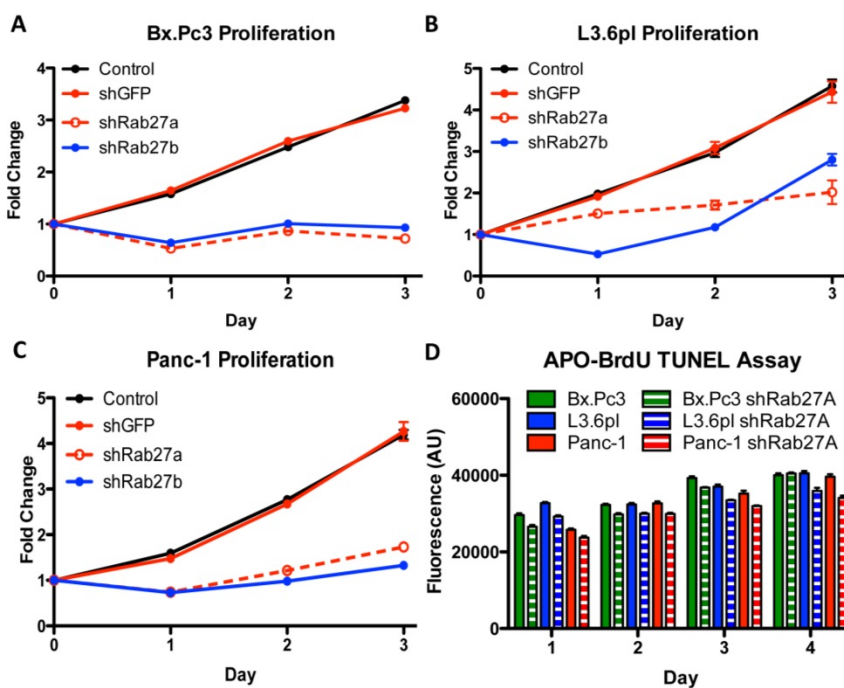 A
Bx.Pc3 Proliferation
Fold Change
4
3
2
1
0
Control
shGFP
shRab27a
shRab27b
0 1 2 3
Day
B
L3.6pl Proliferation
Fold Change
5
4
3
2
1
0
Control
shGFP
shRab27a
shRab27b
0 1 2 3
Day
C
Panc-1 Proliferation
Fold Change
5
4
3
2
1
0
Control
shGFP
shRab27a
shRab27b
0 1 2 3
Day
D
APO-BrdU TUNEL Assay
Fluorescence (AU)
60000
40000
20000
0
Bx.Pc3 Bx.Pc3 shRab27A
L3.6pl L3.6pl shRab27A
Panc-1 Panc-1 shRab27A
1 2 3 4
Day